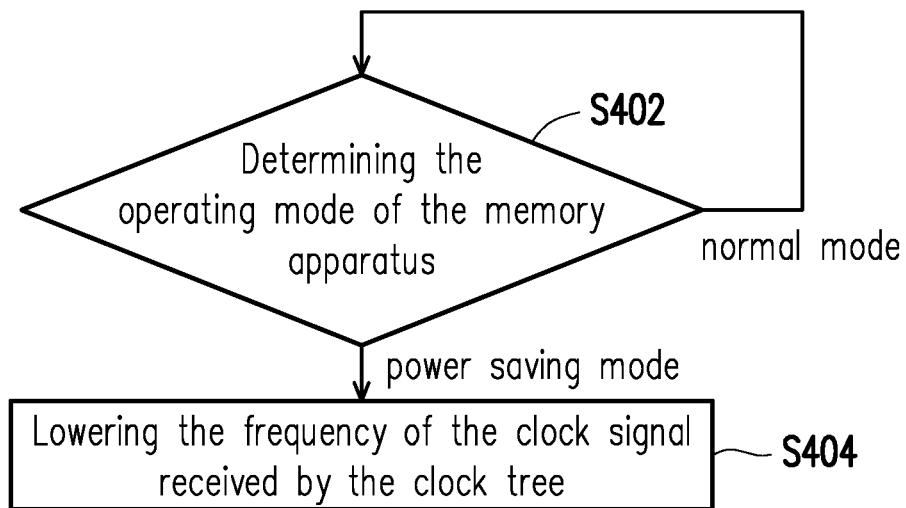 S402
Determining the
operating mode of the memory
apparatus
normal mode
power saving mode
Lowering the frequency of the clock signal
received by the clock tree
S404